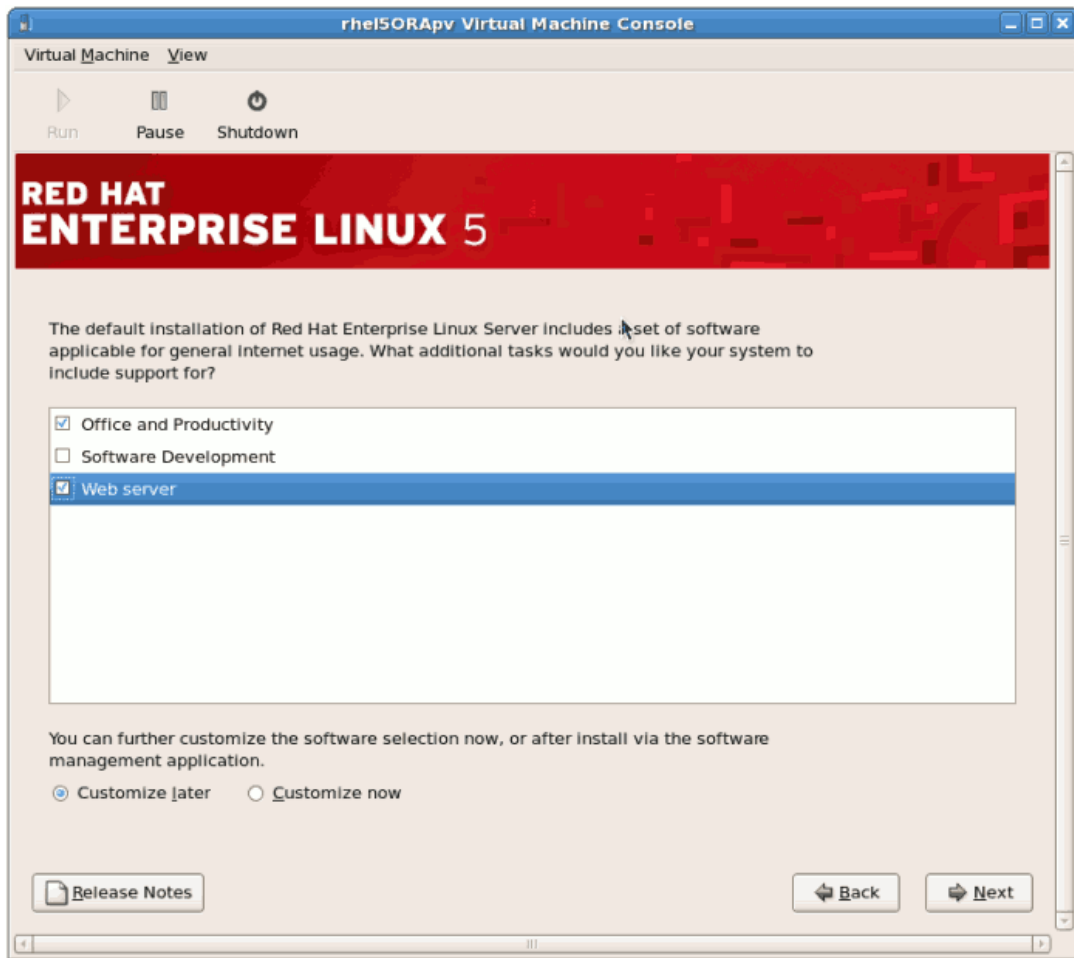 rhel5ORApv Virtual Machine Console
Virtual Machine View
Run Pause Shutdown
RED HAT
ENTERPRISE LINUX 5
The default installation of Red Hat Enterprise Linux Server includes a set of software
applicable for general internet usage. What additional tasks would you like your system to
include support for?
Office and Productivity
Software Development
Web server
You can further customize the software selection now, or after install via the software
management application.
Customize later Customize now
Release Notes Back Next